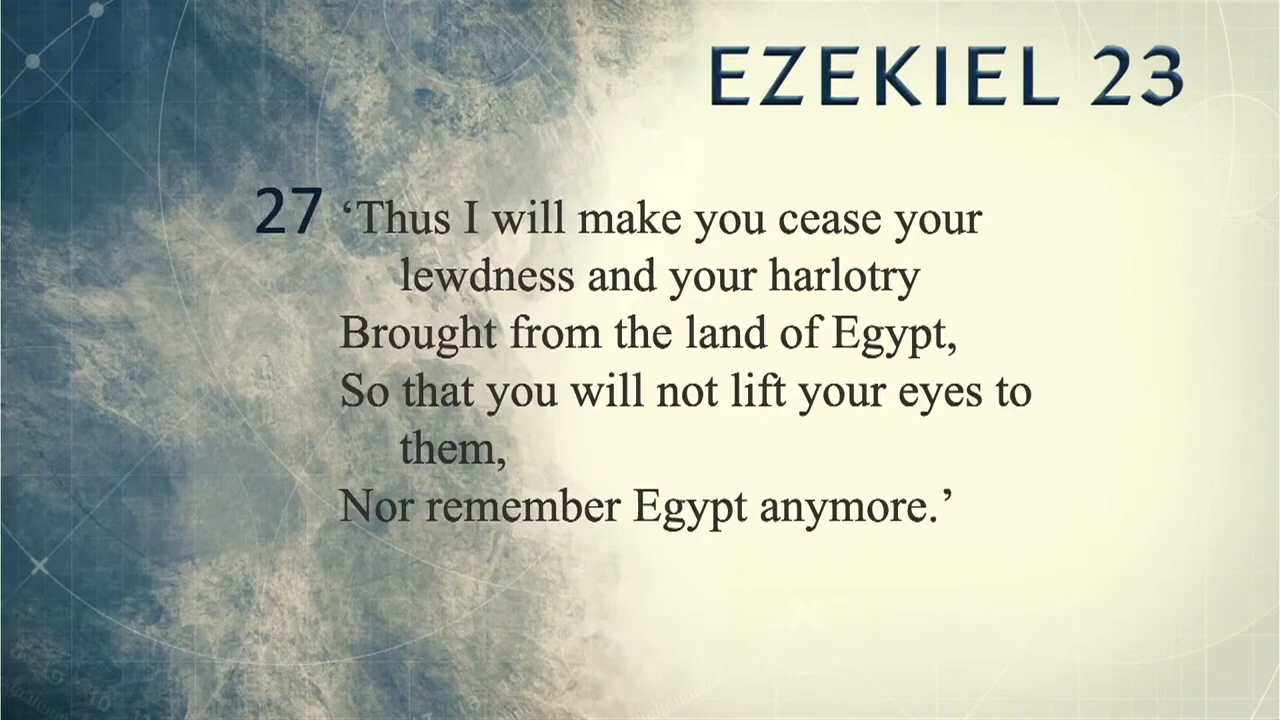 EZEKIEL 23
27 ‘Thus I will make you cease your
lewdness and your harlotry
Brought from the land of Egypt,
So that you will not lift your eyes to
them,
Nor remember Egypt anymore.’